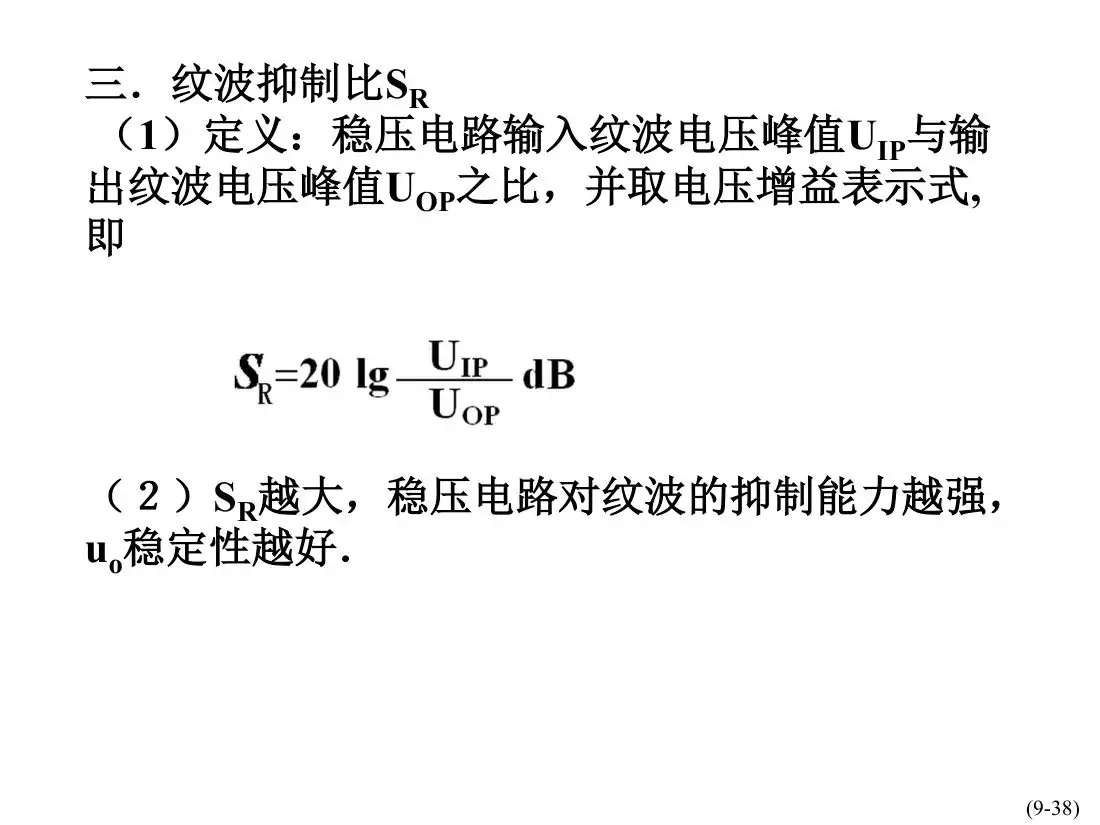 三．纹波抑制比SR
（1）定义：稳压电路输入纹波电压峰值UIP与输
出纹波电压峰值UOP之比，并取电压增益表示式,
即
SR=20 lg UIP/UOP dB
（２）SR越大，稳压电路对纹波的抑制能力越强，
uo稳定性越好．
(9-38)